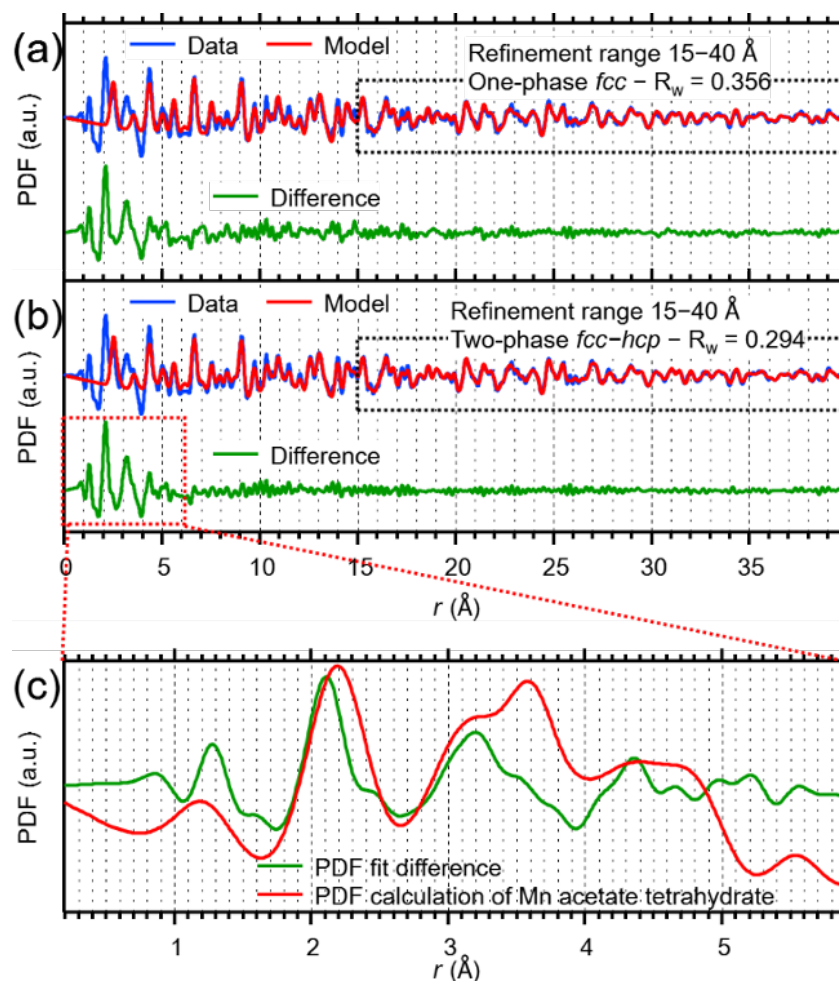 (a)
Data
Model
Refinement range 15−40 Å
One-phase fcc − Rw = 0.356
PDF (a.u.)
Difference
(b)
Data
Model
Refinement range 15−40 Å
Two-phase fcc−hcp − Rw = 0.294
PDF (a.u.)
Difference
0 5 10 15 20 25 30 35
r (Å)
(c)
PDF (a.u.)
PDF fit difference
PDF calculation of Mn acetate tetrahydrate
1 2 3 4 5
r (Å)